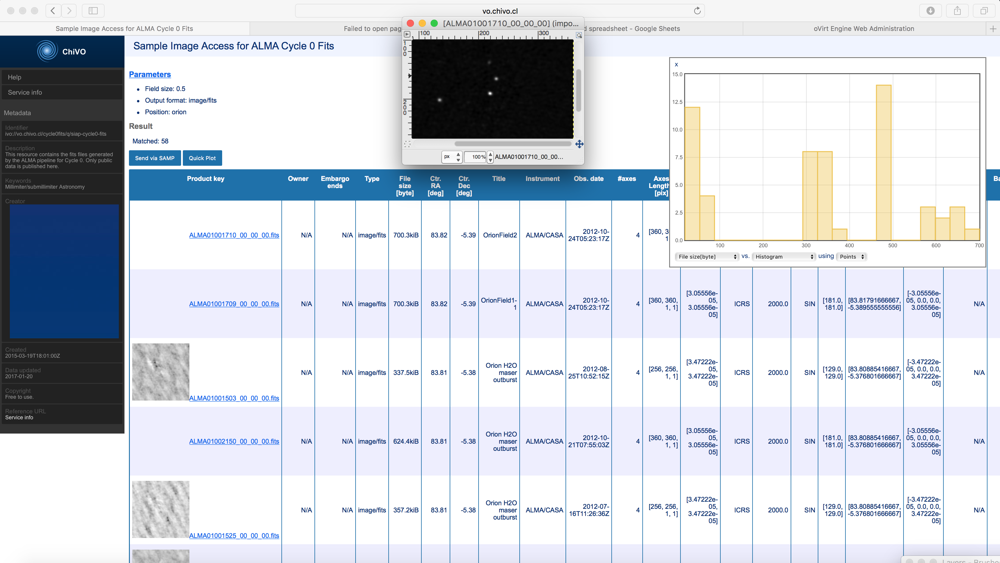 vo.chivo.cl
Sample Image Access for ALMA Cycle 0 Fits
Failed to open pag
d spreadsheet - Google Sheets
oVirt Engine Web Administration
ChiVO
Help
Service info
Metadata
Identifier
ivo://vo.chivo.cl/cycle0fits/q/siap-cycle0-fits
Description
This resource contains the fits files generated
by the ALMA pipeline for Cycle 0. Only public
data is published here.
Keywords
Millimiter/submillimiter Astronomy
Creator
Created
2015-03-19T18:01:00Z
Data updated
2017-01-20
Copyright
Free to use.
Reference URL
Service info
Sample Image Access for ALMA Cycle 0 Fits
Parameters
• Field size: 0.5
• Output format: image/fits
• Position: orion
Result
Matched: 58
Send via SAMP Quick Plot
[ALMA01001710_00_00_00] (impo...
100 200 300
100
200
px 100% ALMA01001710_00_00...
x
15.0
12.5
10.0
7.5
5.0
2.5
0.0
100 200 300 400 500 600 700
File size[byte] vs. Histogram using Points
Product key Owner Embargo ends Type File size [byte] Ctr. RA [deg] Ctr. Dec [deg] Title Instrument Obs. date #axes Axes Length [pix] Ba
ALMA01001710_00_00_00.fits N/A N/A image/fits 700.3kiB 83.82 -5.39 OrionField2 ALMA/CASA 2012-10-24T05:23:17Z 4 [360, 3 1
ALMA01001709_00_00_00.fits N/A N/A image/fits 700.3kiB 83.82 -5.39 OrionField1-1 ALMA/CASA 2012-10-24T05:23:17Z 4 [360, 360, 1, 1] [3.05556e-05, 3.05556e-05] ICRS 2000.0 SIN [181.0, 181.0] [83.81791666667, -5.389555555556] [-3.05556e-05, 0.0, 0.0, 3.05556e-05] N/A
ALMA01001503_00_00_00.fits N/A N/A image/fits 337.5kiB 83.81 -5.38 Orion H2O maser outburst ALMA/CASA 2012-08-25T10:52:15Z 4 [256, 256, 1, 1] [3.47222e-05, 3.47222e-05] ICRS 2000.0 SIN [129.0, 129.0] [83.80885416667, -5.376801666667] [-3.47222e-05, 0.0, 0.0, 3.47222e-05] N/A
ALMA01002150_00_00_00.fits N/A N/A image/fits 624.4kiB 83.81 -5.38 Orion H2O maser outburst ALMA/CASA 2012-10-21T07:55:03Z 4 [360, 360, 1, 1] [3.05556e-05, 3.05556e-05] ICRS 2000.0 SIN [181.0, 181.0] [83.80885416667, -5.376801666667] [-3.05556e-05, 0.0, 0.0, 3.05556e-05] N/A
ALMA01001525_00_00_00.fits N/A N/A image/fits 357.2kiB 83.81 -5.38 Orion H2O maser outburst ALMA/CASA 2012-07-16T11:26:36Z 4 [256, 256, 1, 1] [3.47222e-05, 3.47222e-05] ICRS 2000.0 SIN [129.0, 129.0] [83.80885416667, -5.376801666667] [-3.47222e-05, 0.0, 0.0, 3.47222e-05] N/A